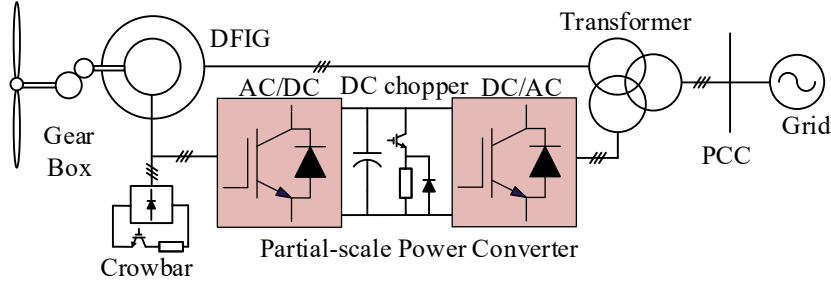 Transformer
DFIG
AC/DC
DC chopper
DC/AC
Gear
Box
PCC
Grid
Crowbar
Partial-scale Power Converter